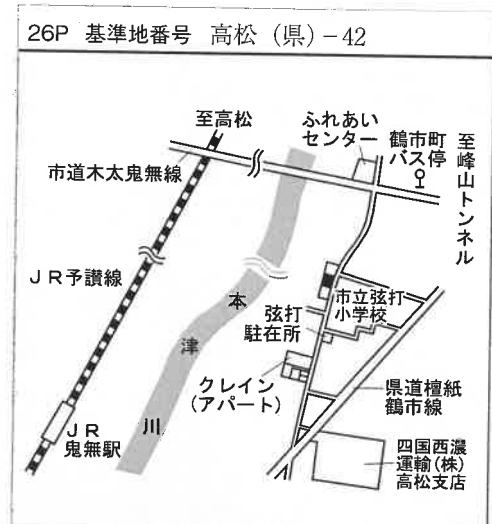 26P 基準地番号 高松（県）－42
至高松
ふれあい
センター
鶴市町
バス停
至峰山トンネル
市道木太鬼無線
JR予讃線
本津川
市立弦打
小学校
弦打
駐在所
クレイン
（アパート）
県道檀紙
鶴市線
JR
鬼無駅
四国西濃
運輸(株)
高松支店